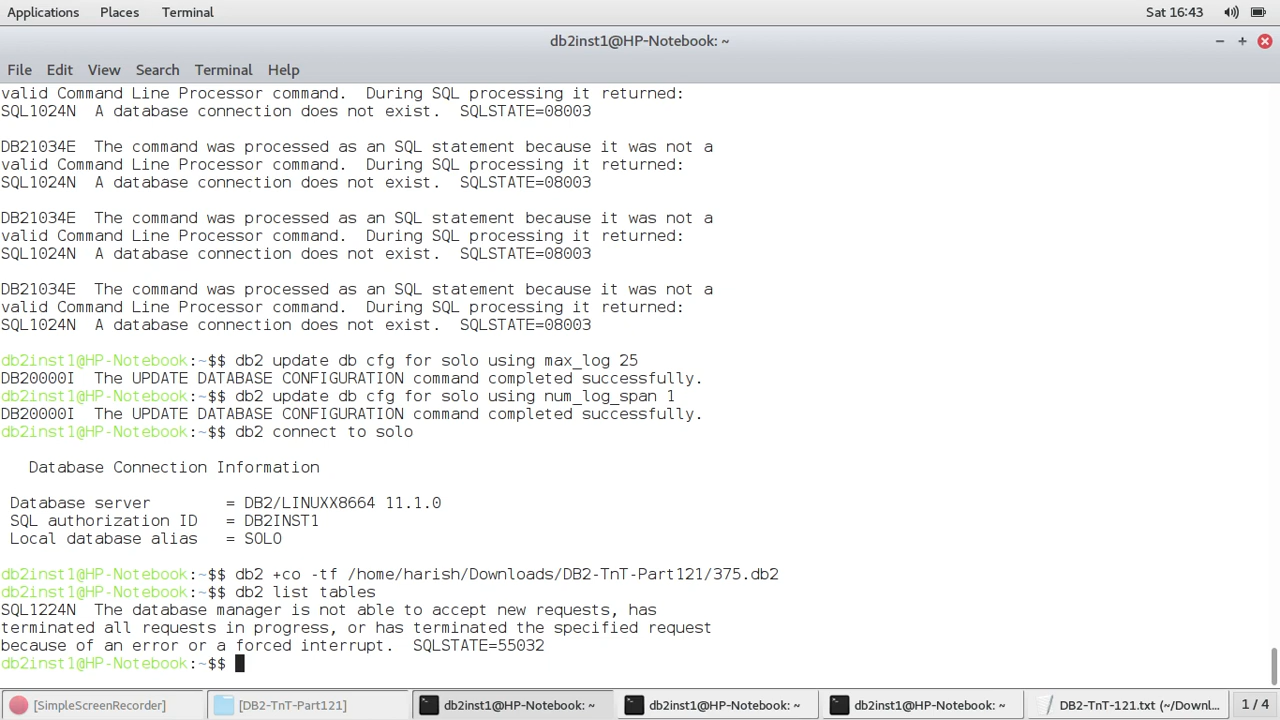 Applications Places Terminal Sat 16:43
db2inst1@HP-Notebook: ~
File Edit View Search Terminal Help
valid Command Line Processor command.  During SQL processing it returned:
SQL1024N  A database connection does not exist.  SQLSTATE=08003
DB21034E  The command was processed as an SQL statement because it was not a
valid Command Line Processor command.  During SQL processing it returned:
SQL1024N  A database connection does not exist.  SQLSTATE=08003
DB21034E  The command was processed as an SQL statement because it was not a
valid Command Line Processor command.  During SQL processing it returned:
SQL1024N  A database connection does not exist.  SQLSTATE=08003
DB21034E  The command was processed as an SQL statement because it was not a
valid Command Line Processor command.  During SQL processing it returned:
SQL1024N  A database connection does not exist.  SQLSTATE=08003
db2inst1@HP-Notebook:~$$ db2 update db cfg for solo using max_log 25
DB20000I  The UPDATE DATABASE CONFIGURATION command completed successfully.
db2inst1@HP-Notebook:~$$ db2 update db cfg for solo using num_log_span 1
DB20000I  The UPDATE DATABASE CONFIGURATION command completed successfully.
db2inst1@HP-Notebook:~$$ db2 connect to solo
Database Connection Information
Database server        = DB2/LINUXX8664 11.1.0
SQL authorization ID   = DB2INST1
Local database alias   = SOLO
db2inst1@HP-Notebook:~$$ db2 +co -tf /home/harish/Downloads/DB2-TnT-Part121/375.db2
db2inst1@HP-Notebook:~$$ db2 list tables
SQL1224N  The database manager is not able to accept new requests, has
terminated all requests in progress, or has terminated the specified request
because of an error or a forced interrupt.  SQLSTATE=55032
db2inst1@HP-Notebook:~$$
[SimpleScreenRecorder] [DB2-TnT-Part121] db2inst1@HP-Notebook: ~ db2inst1@HP-Notebook: ~ db2inst1@HP-Notebook: ~ DB2-TnT-121.txt (~/Downl... 1 / 4